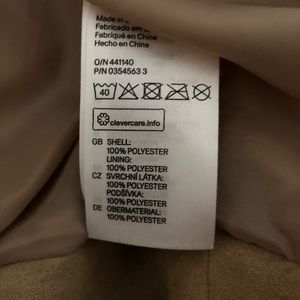 Made in
Fabricado em
Fabriqué en China
Hecho en China
O/N 441140
P/N 0354563 3
40
clevercare.info
GB SHELL:
100% POLYESTER
LINING:
100% POLYESTER
CZ SVRCHNÍ LÁTKA:
100% POLYESTER
PODŠÍVKA:
100% POLYESTER
DE OBERMATERIAL:
100% POLYESTER